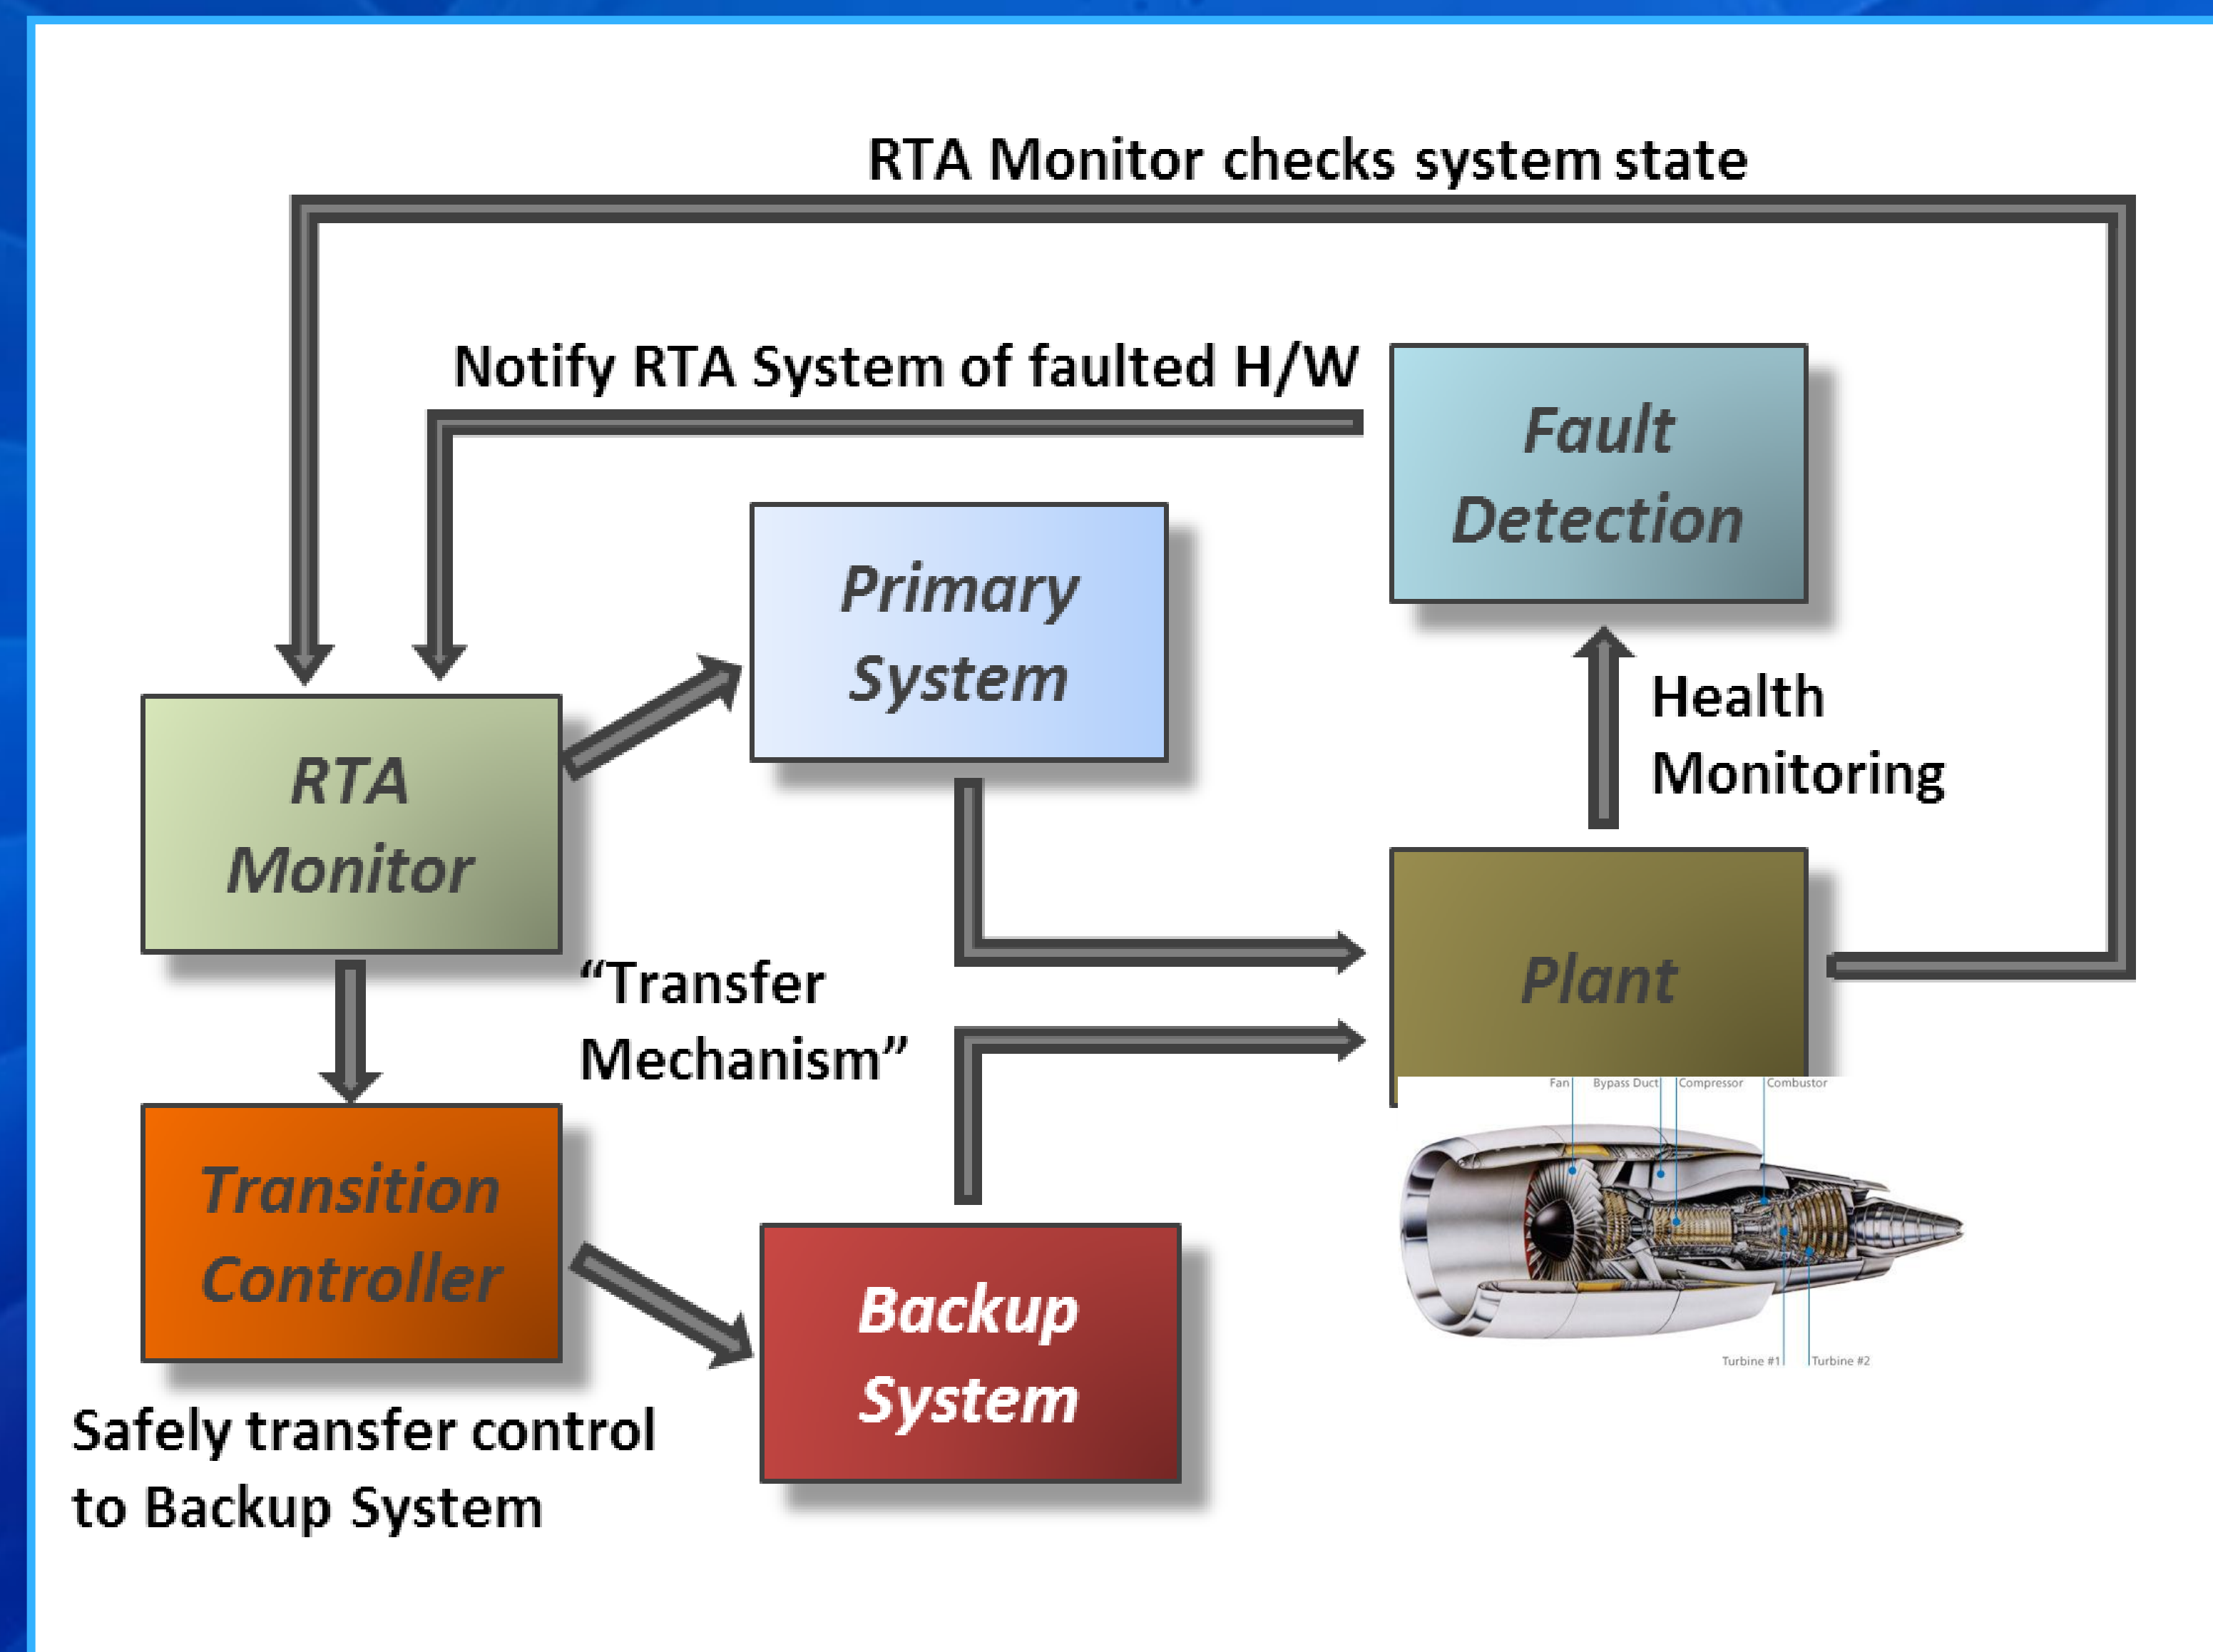 RTA Monitor checks system state
Notify RTA System of faulted H/W
Fault
Detection
Primary
System
Health
Monitoring
RTA
Monitor
"Transfer
Mechanism"
Plant
Fan
Bypass Duct
Compressor
Combustor
Transition
Controller
Backup
System
Turbine #1
Turbine #2
Safely transfer control
to Backup System